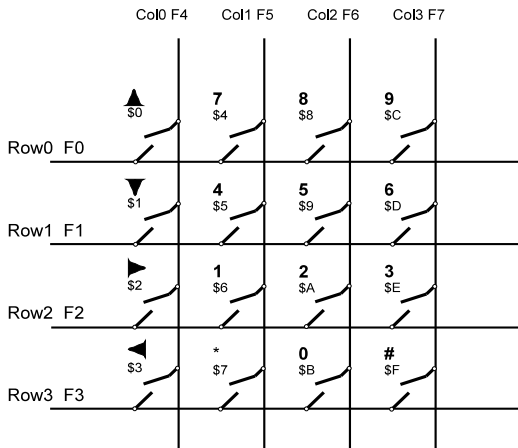 Col0 F4 Col1 F5 Col2 F6 Col3 F7
7 8 9
$0 $4 $8 $C
Row0 F0
4 5 6
$1 $5 $9 $D
Row1 F1
1 2 3
$2 $6 $A $E
Row2 F2
* 0 #
$3 $7 $B $F
Row3 F3